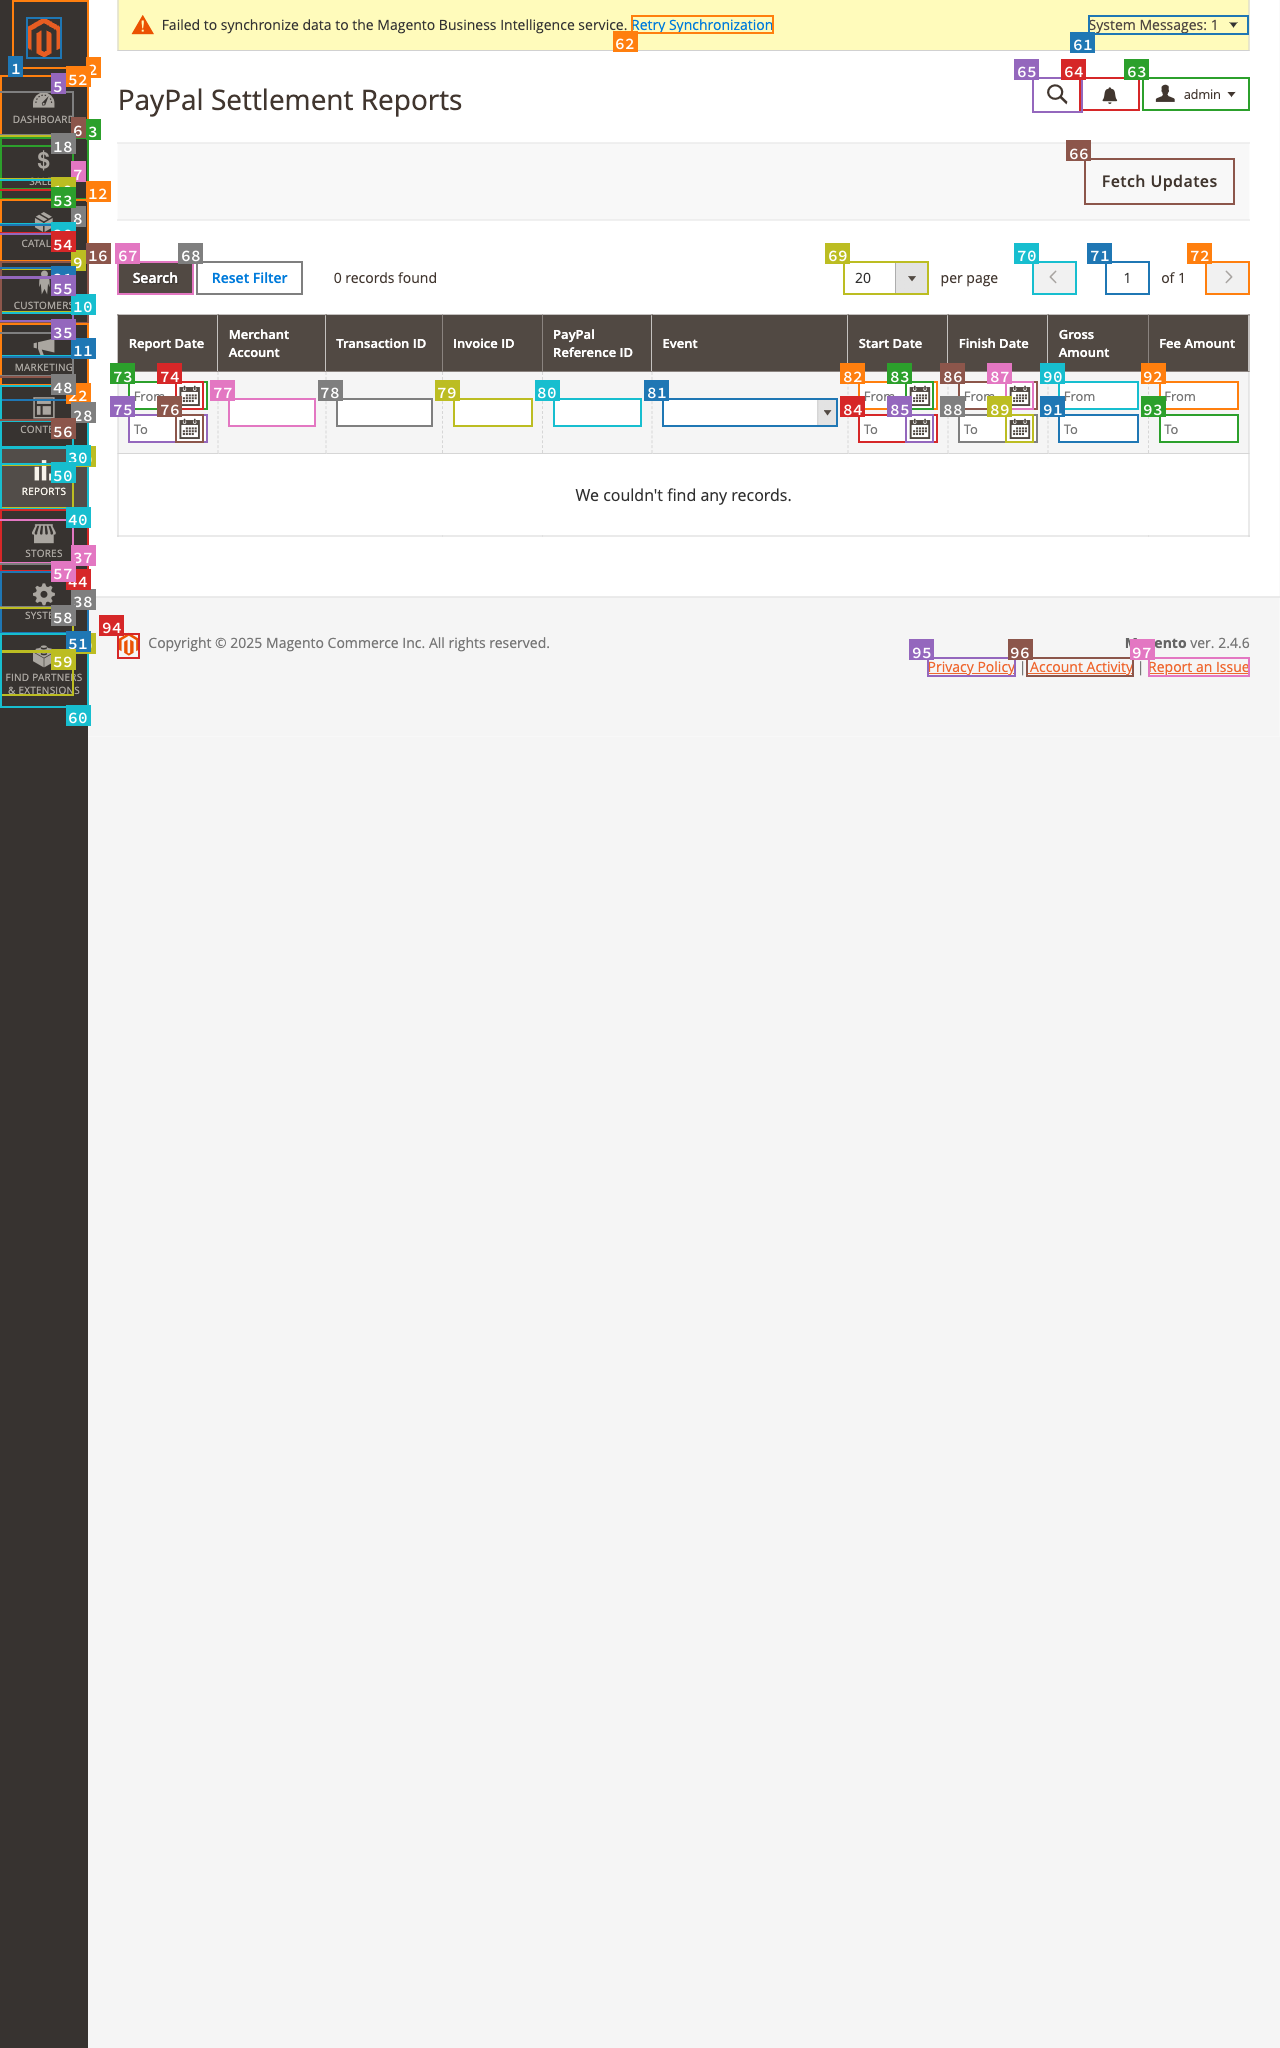 Failed to synchronize data to the Magento Business Intelligence service. Retry Synchronization
System Messages: 1
62
61
1
2
52
5
65
64
63
PayPal Settlement Reports
admin
DASHBOARD
6
3
18
66
7
Fetch Updates
12
53
8
CATAL
54
16
67
68
69
70
71
72
9
Search
Reset Filter
0 records found
20
per page
1
of 1
55
CUSTOMERS
10
35
11
Report Date
Merchant Account
Transaction ID
Invoice ID
PayPal Reference ID
Event
Start Date
Finish Date
Gross Amount
Fee Amount
MARKETING
73
74
82
83
86
87
90
92
48
22
77
78
79
80
81
From
From
From
From
From
75
76
84
85
88
89
91
93
28
CONTE
56
To
To
To
To
To
30
50
REPORTS
We couldn't find any records.
40
STORES
37
57
44
38
SYSTE
58
94
51
Copyright © 2025 Magento Commerce Inc. All rights reserved.
Magento ver. 2.4.6
95
96
97
59
Privacy Policy | Account Activity | Report an Issue
FIND PARTNERS
& EXTENSIONS
60